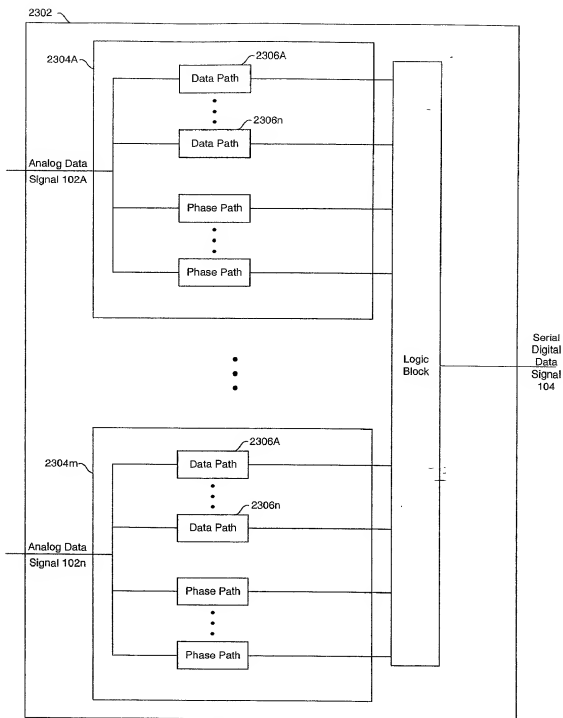 2302
2304A
2306A
Data Path
2306n
Data Path
Analog Data
Signal 102A
Phase Path
Phase Path
Logic
Block
Serial
Digital
Data
Signal
104
2304m
2306A
Data Path
2306n
Data Path
Analog Data
Signal 102n
Phase Path
Phase Path